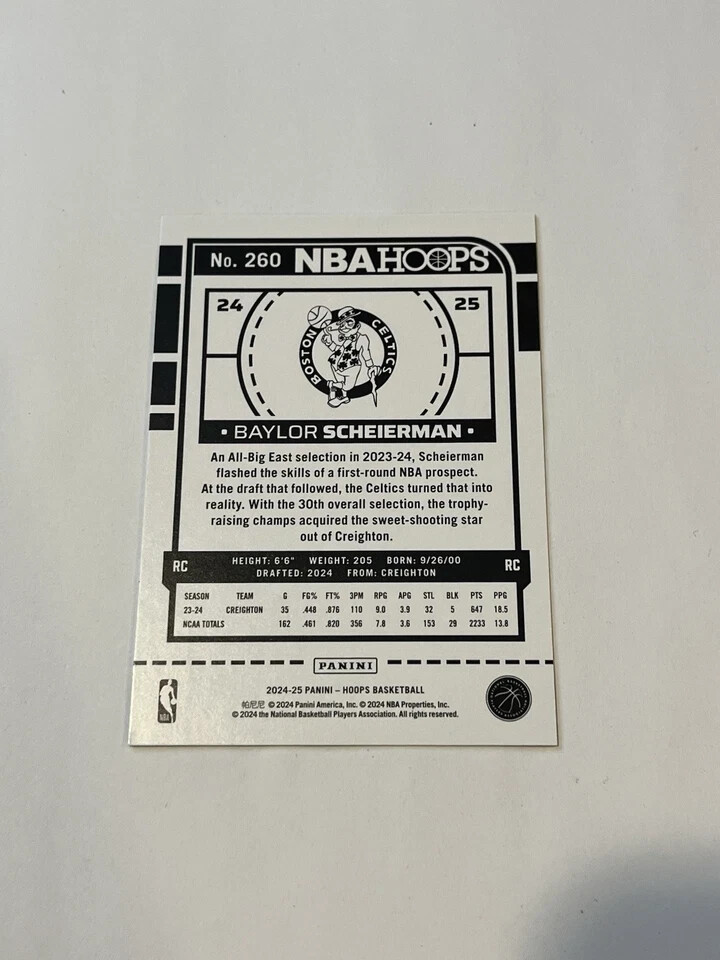 No. 260 NBA HOOPS
24 25
BOSTON CELTICS
• BAYLOR SCHEIERMAN •
An All-Big East selection in 2023-24, Scheierman
flashed the skills of a first-round NBA prospect.
At the draft that followed, the Celtics turned that into
reality. With the 30th overall selection, the trophy-
raising champs acquired the sweet-shooting star
out of Creighton.
RC HEIGHT: 6'6" WEIGHT: 205 BORN: 9/26/00 RC
DRAFTED: 2024 FROM: CREIGHTON
SEASON TEAM G FG% FT% 3PM RPG APG STL BLK PTS PPG
23-24 CREIGHTON 35 .448 .876 110 9.0 3.9 32 5 647 18.5
NCAA TOTALS 162 .461 .820 356 7.8 3.6 153 29 2233 13.8
PANINI
2024-25 PANINI – HOOPS BASKETBALL
帕尼尼 © 2024 Panini America, Inc. © 2024 NBA Properties, Inc.
© 2024 the National Basketball Players Association. All rights reserved.
NBA